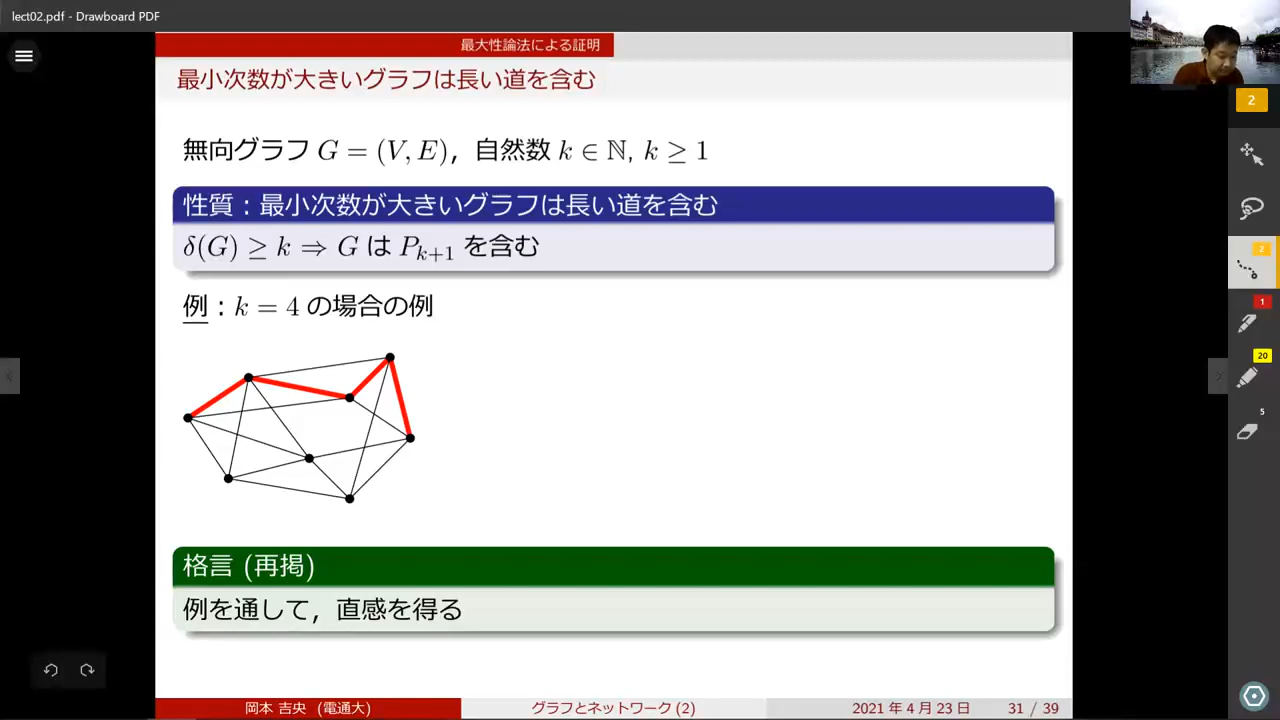 lect02.pdf - Drawboard PDF
最大性論法による証明
最小次数が大きいグラフは長い道を含む
無向グラフ G = (V, E)，自然数 k ∈ ℕ, k ≥ 1
性質：最小次数が大きいグラフは長い道を含む
δ(G) ≥ k ⇒ G は Pₖ₊₁ を含む
例：k = 4 の場合の例
格言 (再掲)
例を通して，直感を得る
岡本 吉央 (電通大)
グラフとネットワーク (2)
2021 年 4 月 23 日
31 / 39
2
2
1
20
5